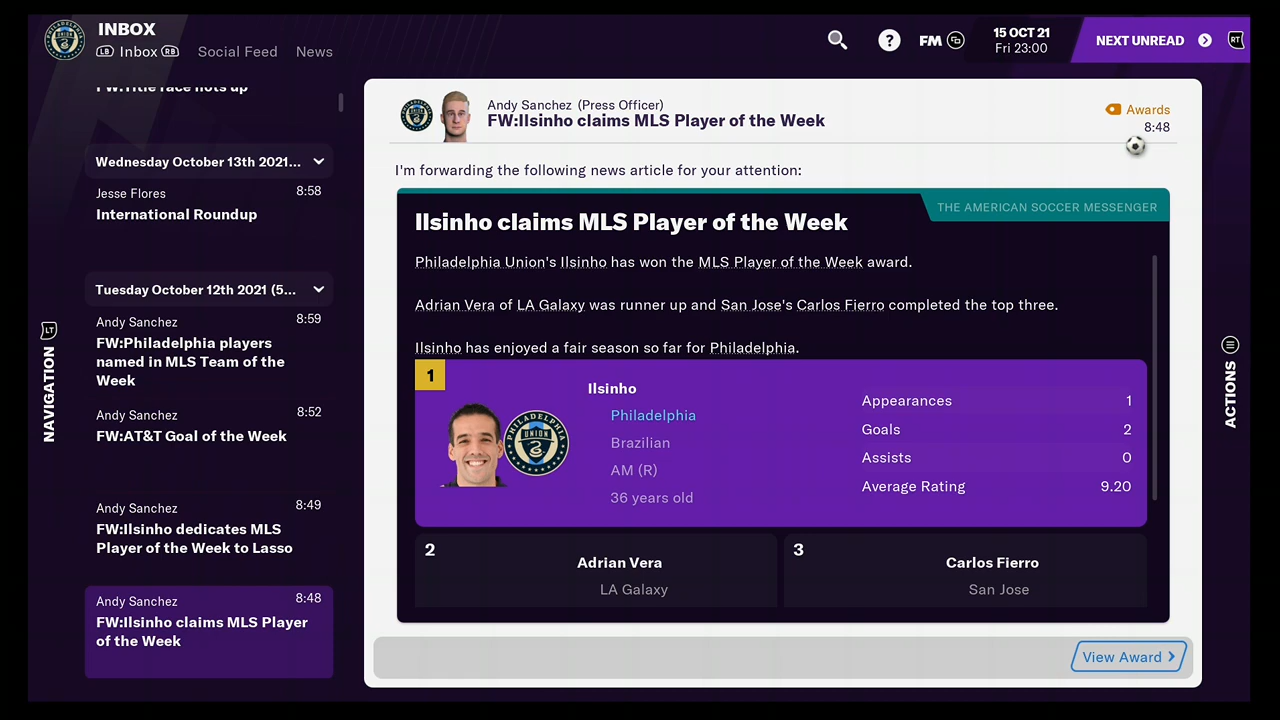 INBOX
LB Inbox RB Social Feed News
FM
15 OCT 21
Fri 23:00
NEXT UNREAD
RT
FW:Title race hots up
Wednesday October 13th 2021...
Jesse Flores 8:58
International Roundup
Tuesday October 12th 2021 (5...
Andy Sanchez 8:59
FW:Philadelphia players
named in MLS Team of the
Week
Andy Sanchez 8:52
FW:AT&T Goal of the Week
Andy Sanchez 8:49
FW:Ilsinho dedicates MLS
Player of the Week to Lasso
Andy Sanchez 8:48
FW:Ilsinho claims MLS Player
of the Week
LT
NAVIGATION
Andy Sanchez (Press Officer)
FW:Ilsinho claims MLS Player of the Week
Awards
8:48
I'm forwarding the following news article for your attention:
THE AMERICAN SOCCER MESSENGER
Ilsinho claims MLS Player of the Week
Philadelphia Union's Ilsinho has won the MLS Player of the Week award.
Adrian Vera of LA Galaxy was runner up and San Jose's Carlos Fierro completed the top three.
Ilsinho has enjoyed a fair season so far for Philadelphia.
1
Ilsinho
Philadelphia
Brazilian
AM (R)
36 years old
PHILADELPHIA
UNION
Appearances 1
Goals 2
Assists 0
Average Rating 9.20
2
Adrian Vera
LA Galaxy
3
Carlos Fierro
San Jose
View Award
ACTIONS